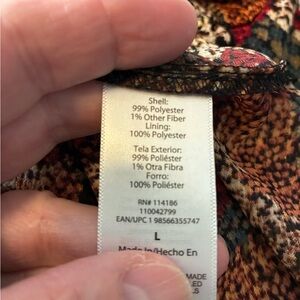 Shell:
99% Polyester
1% Other Fiber
Lining:
100% Polyester
Tela Exterior:
99% Poliéster
1% Otra Fibra
Forro:
100% Poliéster
RN# 114186
110042799
EAN/UPC 1 98566355747
L
Made In/Hecho En
MADE